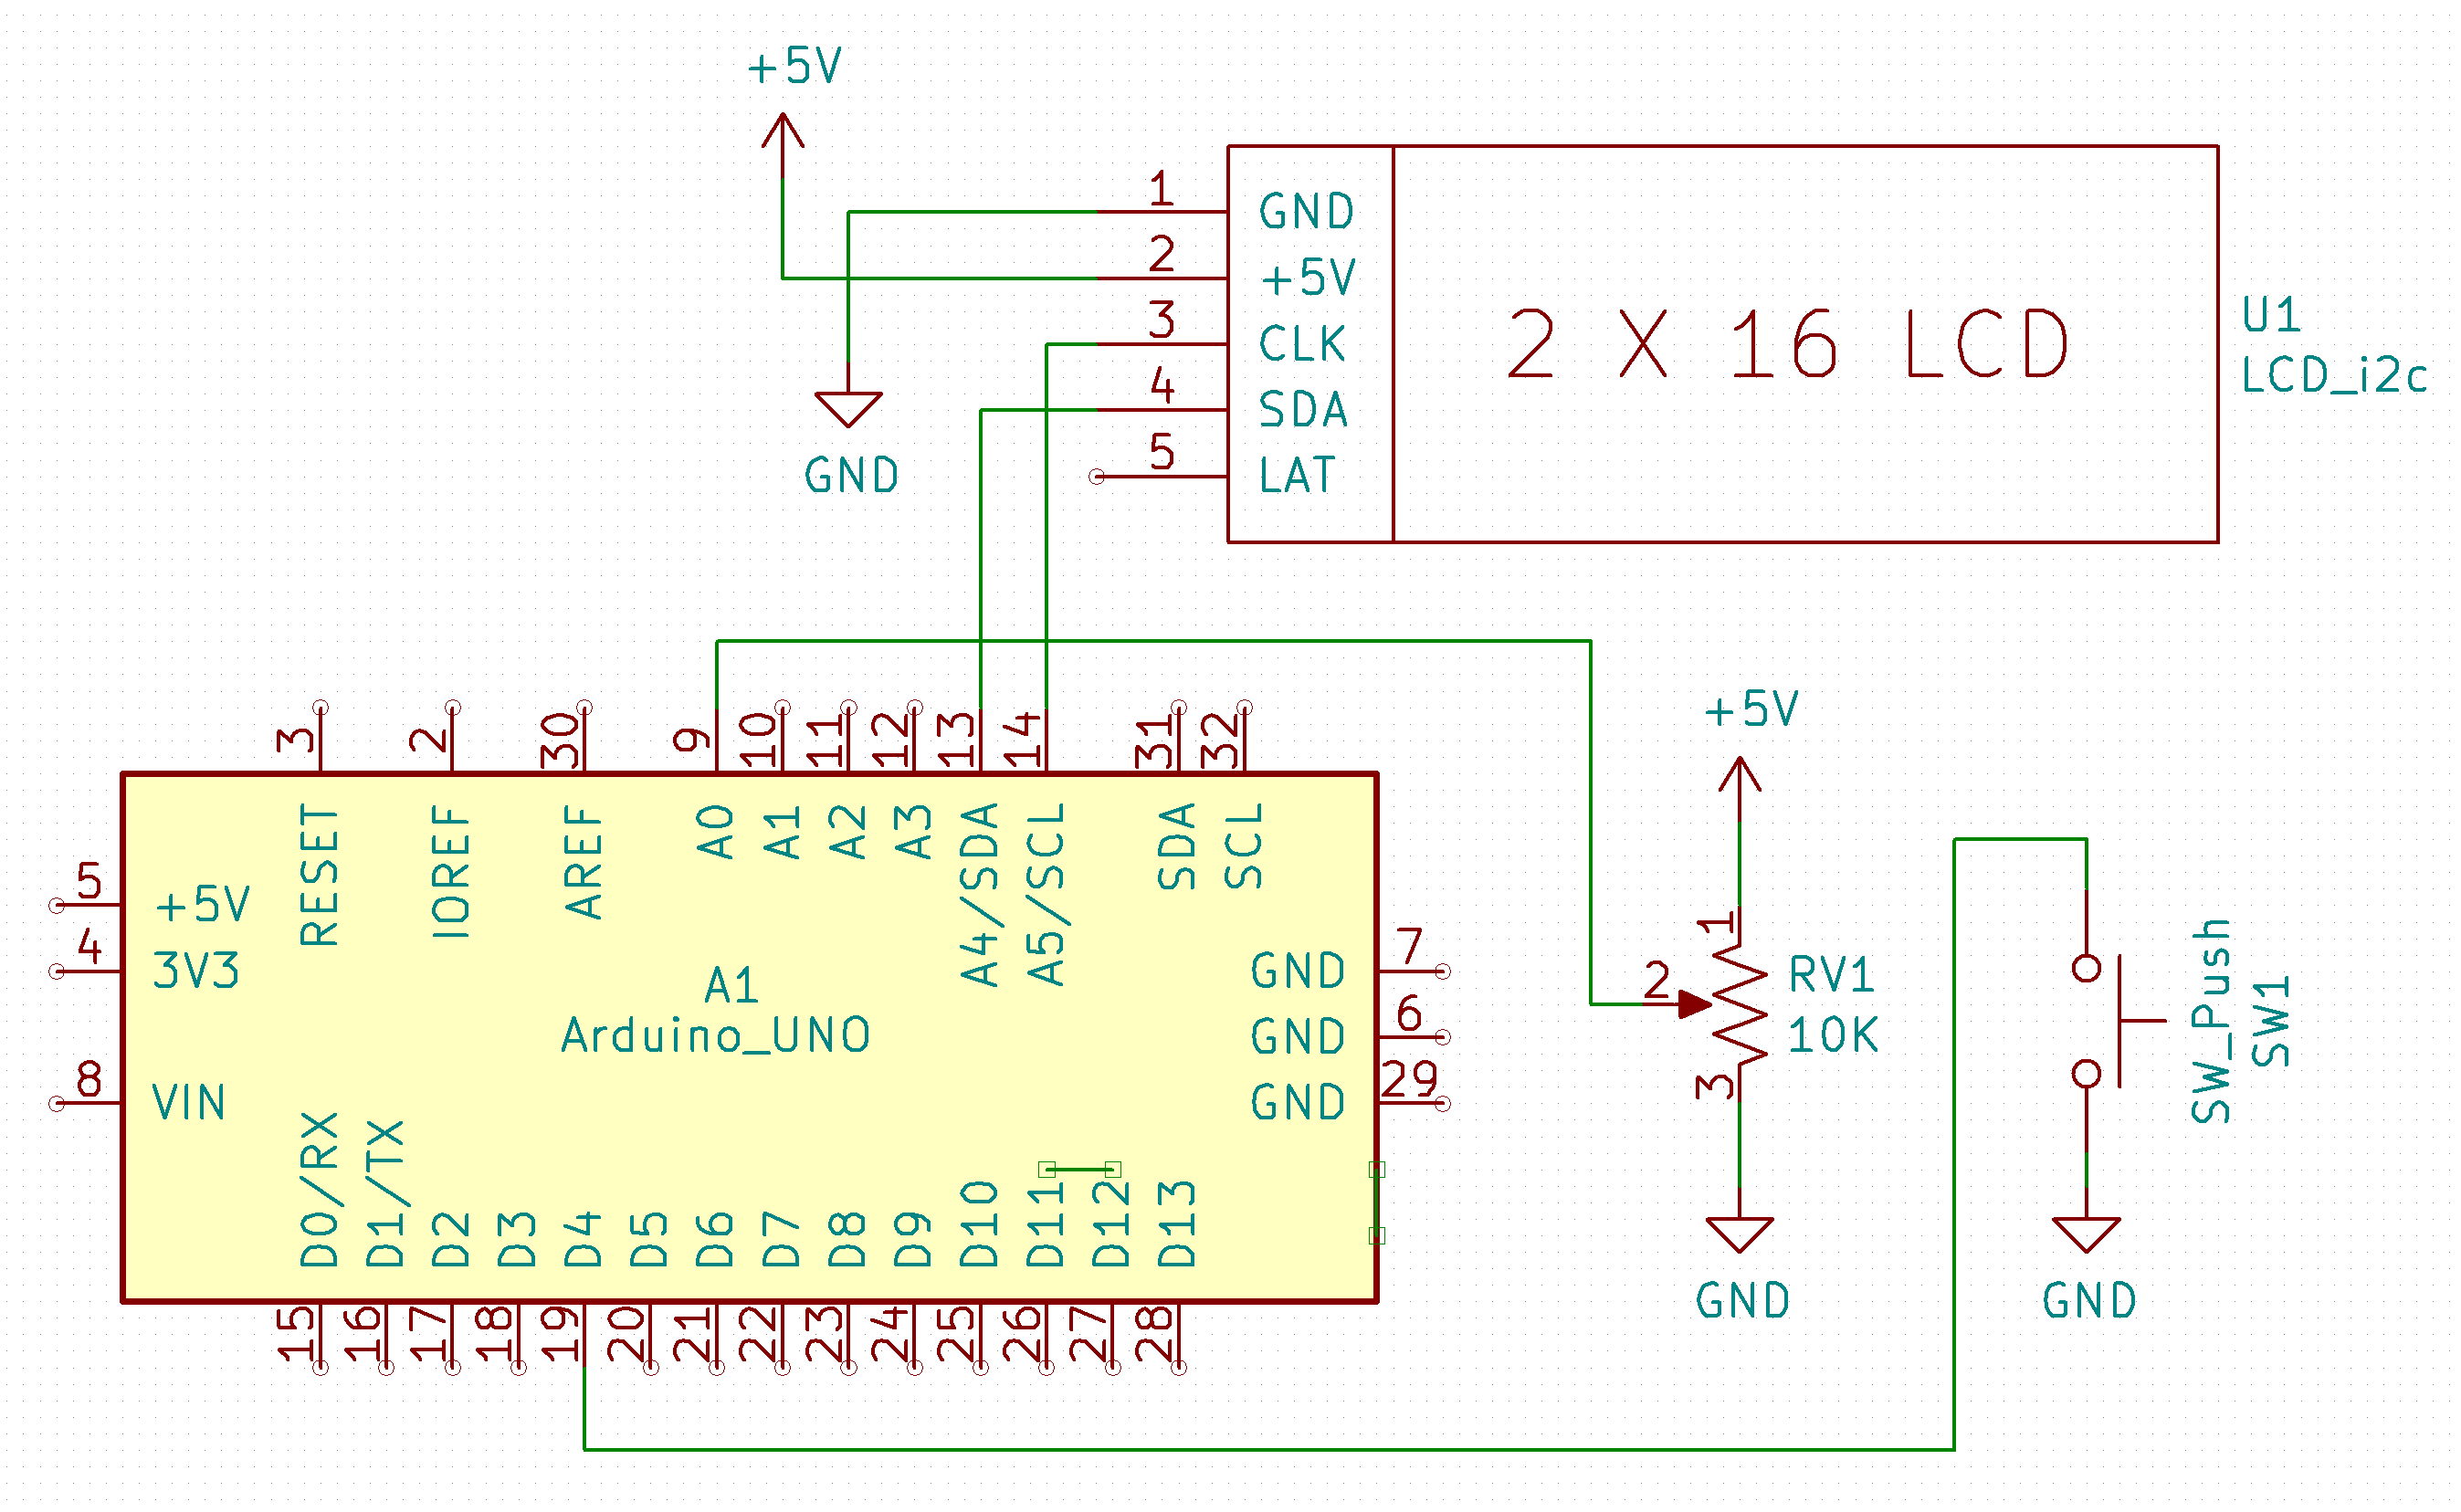 +5V
1
GND
2
+5V
3
CLK
4
SDA
5
LAT
2 X 16 LCD
U1
LCD_i2c
GND
3
2
30
9
10
11
12
13
14
31
32
RESET
IOREF
AREF
A0
A1
A2
A3
A4/SDA
A5/SCL
SDA
SCL
5
+5V
4
3V3
8
VIN
A1
Arduino_UNO
7
GND
6
GND
29
GND
D0/RX
D1/TX
D2
D3
D4
D5
D6
D7
D8
D9
D10
D11
D12
D13
15
16
17
18
19
20
21
22
23
24
25
26
27
28
+5V
1
2
3
RV1
10K
GND
SW_Push
SW1
GND